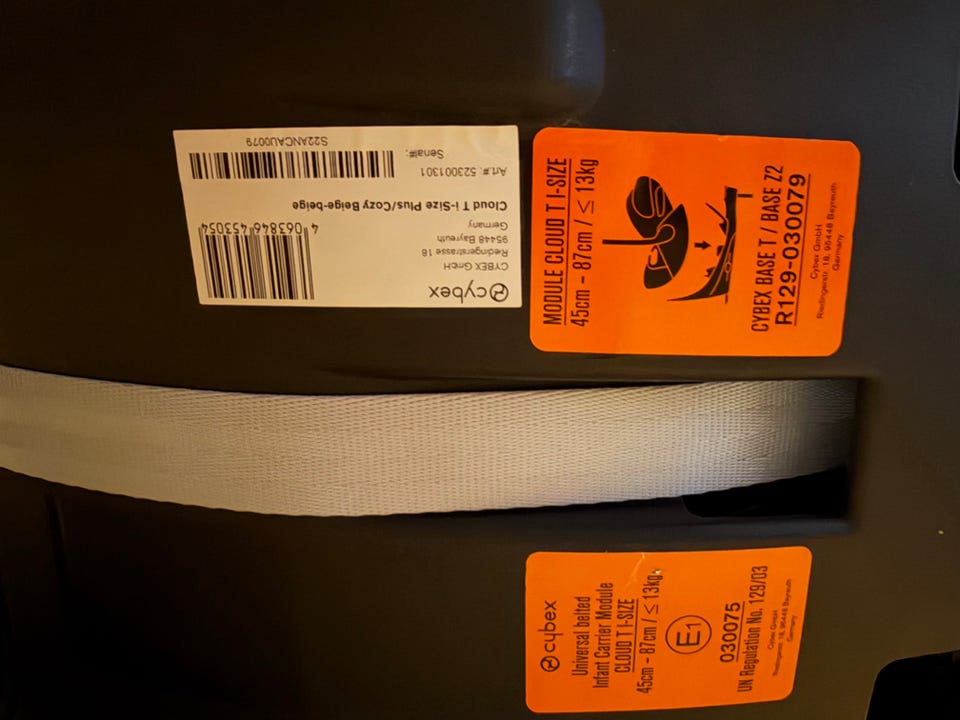 cybex
CYBEX GmbH
Riedingerstrasse 18
95448 Bayreuth
Germany
Cloud T i-Size Plus/Cozy Beige-beige
4 063846 453054
Art.#: 523001301
Serial#:
S22ANCAU0079
MODULE CLOUD T I-SIZE
45cm - 87cm / ≤ 13kg
CYBEX BASE T / BASE Z2
R129-030079
Cybex GmbH
Riedingerstr. 18, 95448 Bayreuth
Germany
cybex
Universal belted
Infant Carrier Module
CLOUD T I-SIZE
45cm - 87cm / ≤ 13kg
E1
030075
UN Regulation No. 129/03
Cybex GmbH
Riedingerstr. 18, 95448 Bayreuth
Germany